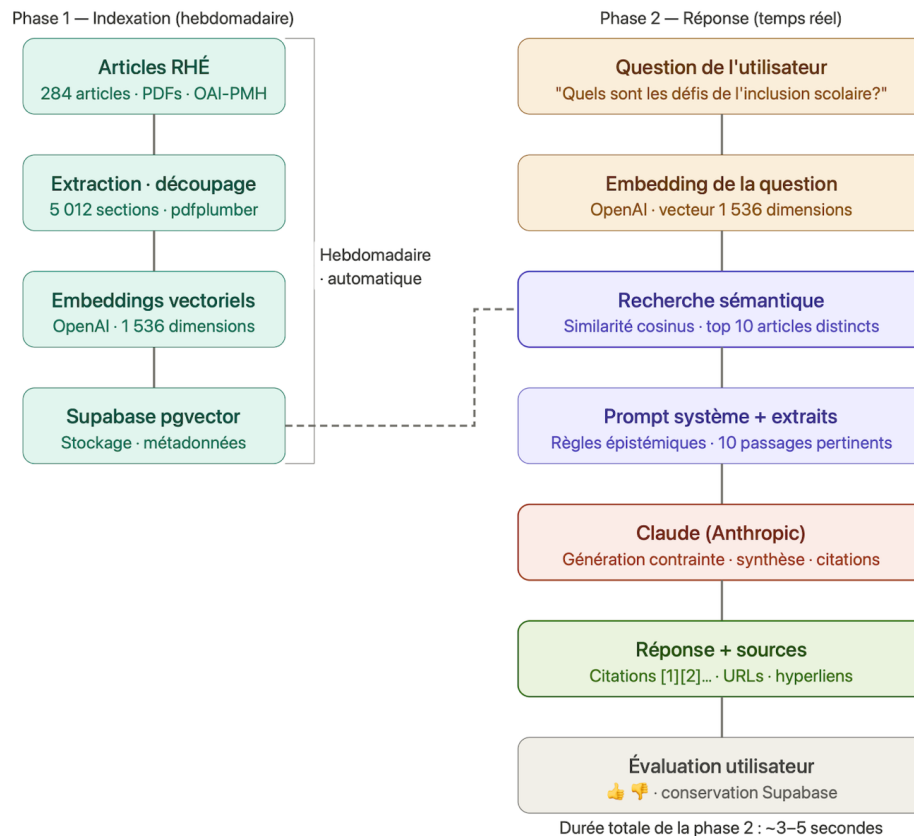 Phase 1 — Indexation (hebdomadaire)
Articles RHÉ
284 articles · PDFs · OAI-PMH
Extraction · découpage
5 012 sections · pdfplumber
Hebdomadaire
· automatique
Embeddings vectoriels
OpenAI · 1 536 dimensions
Supabase pgvector
Stockage · métadonnées
Phase 2 — Réponse (temps réel)
Question de l'utilisateur
"Quels sont les défis de l'inclusion scolaire?"
Embedding de la question
OpenAI · vecteur 1 536 dimensions
Recherche sémantique
Similarité cosinus · top 10 articles distincts
Prompt système + extraits
Règles épistémiques · 10 passages pertinents
Claude (Anthropic)
Génération contrainte · synthèse · citations
Réponse + sources
Citations [1][2]... · URLs · hyperliens
Évaluation utilisateur
👍 👎 · conservation Supabase
Durée totale de la phase 2 : ~3–5 secondes